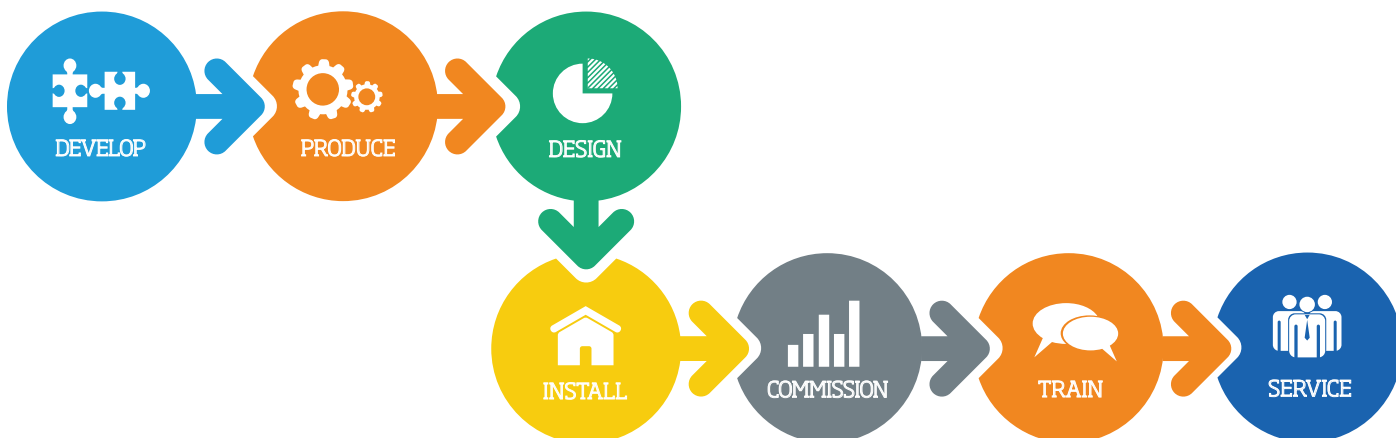 DEVELOP
PRODUCE
DESIGN
INSTALL
COMMISSION
TRAIN
SERVICE